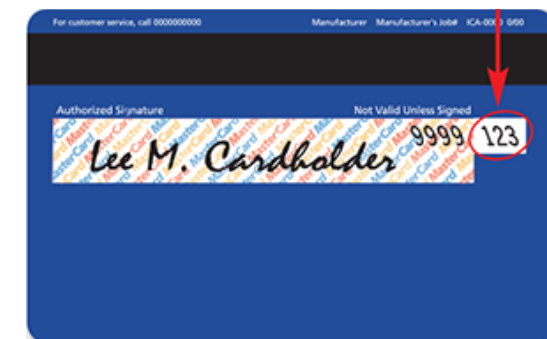 For customer service, call 0000000000 Manufacturer Manufacturer's Job# ICA-0000 0/00
Authorized Signature Not Valid Unless Signed
Lee M. Cardholder 9999 123